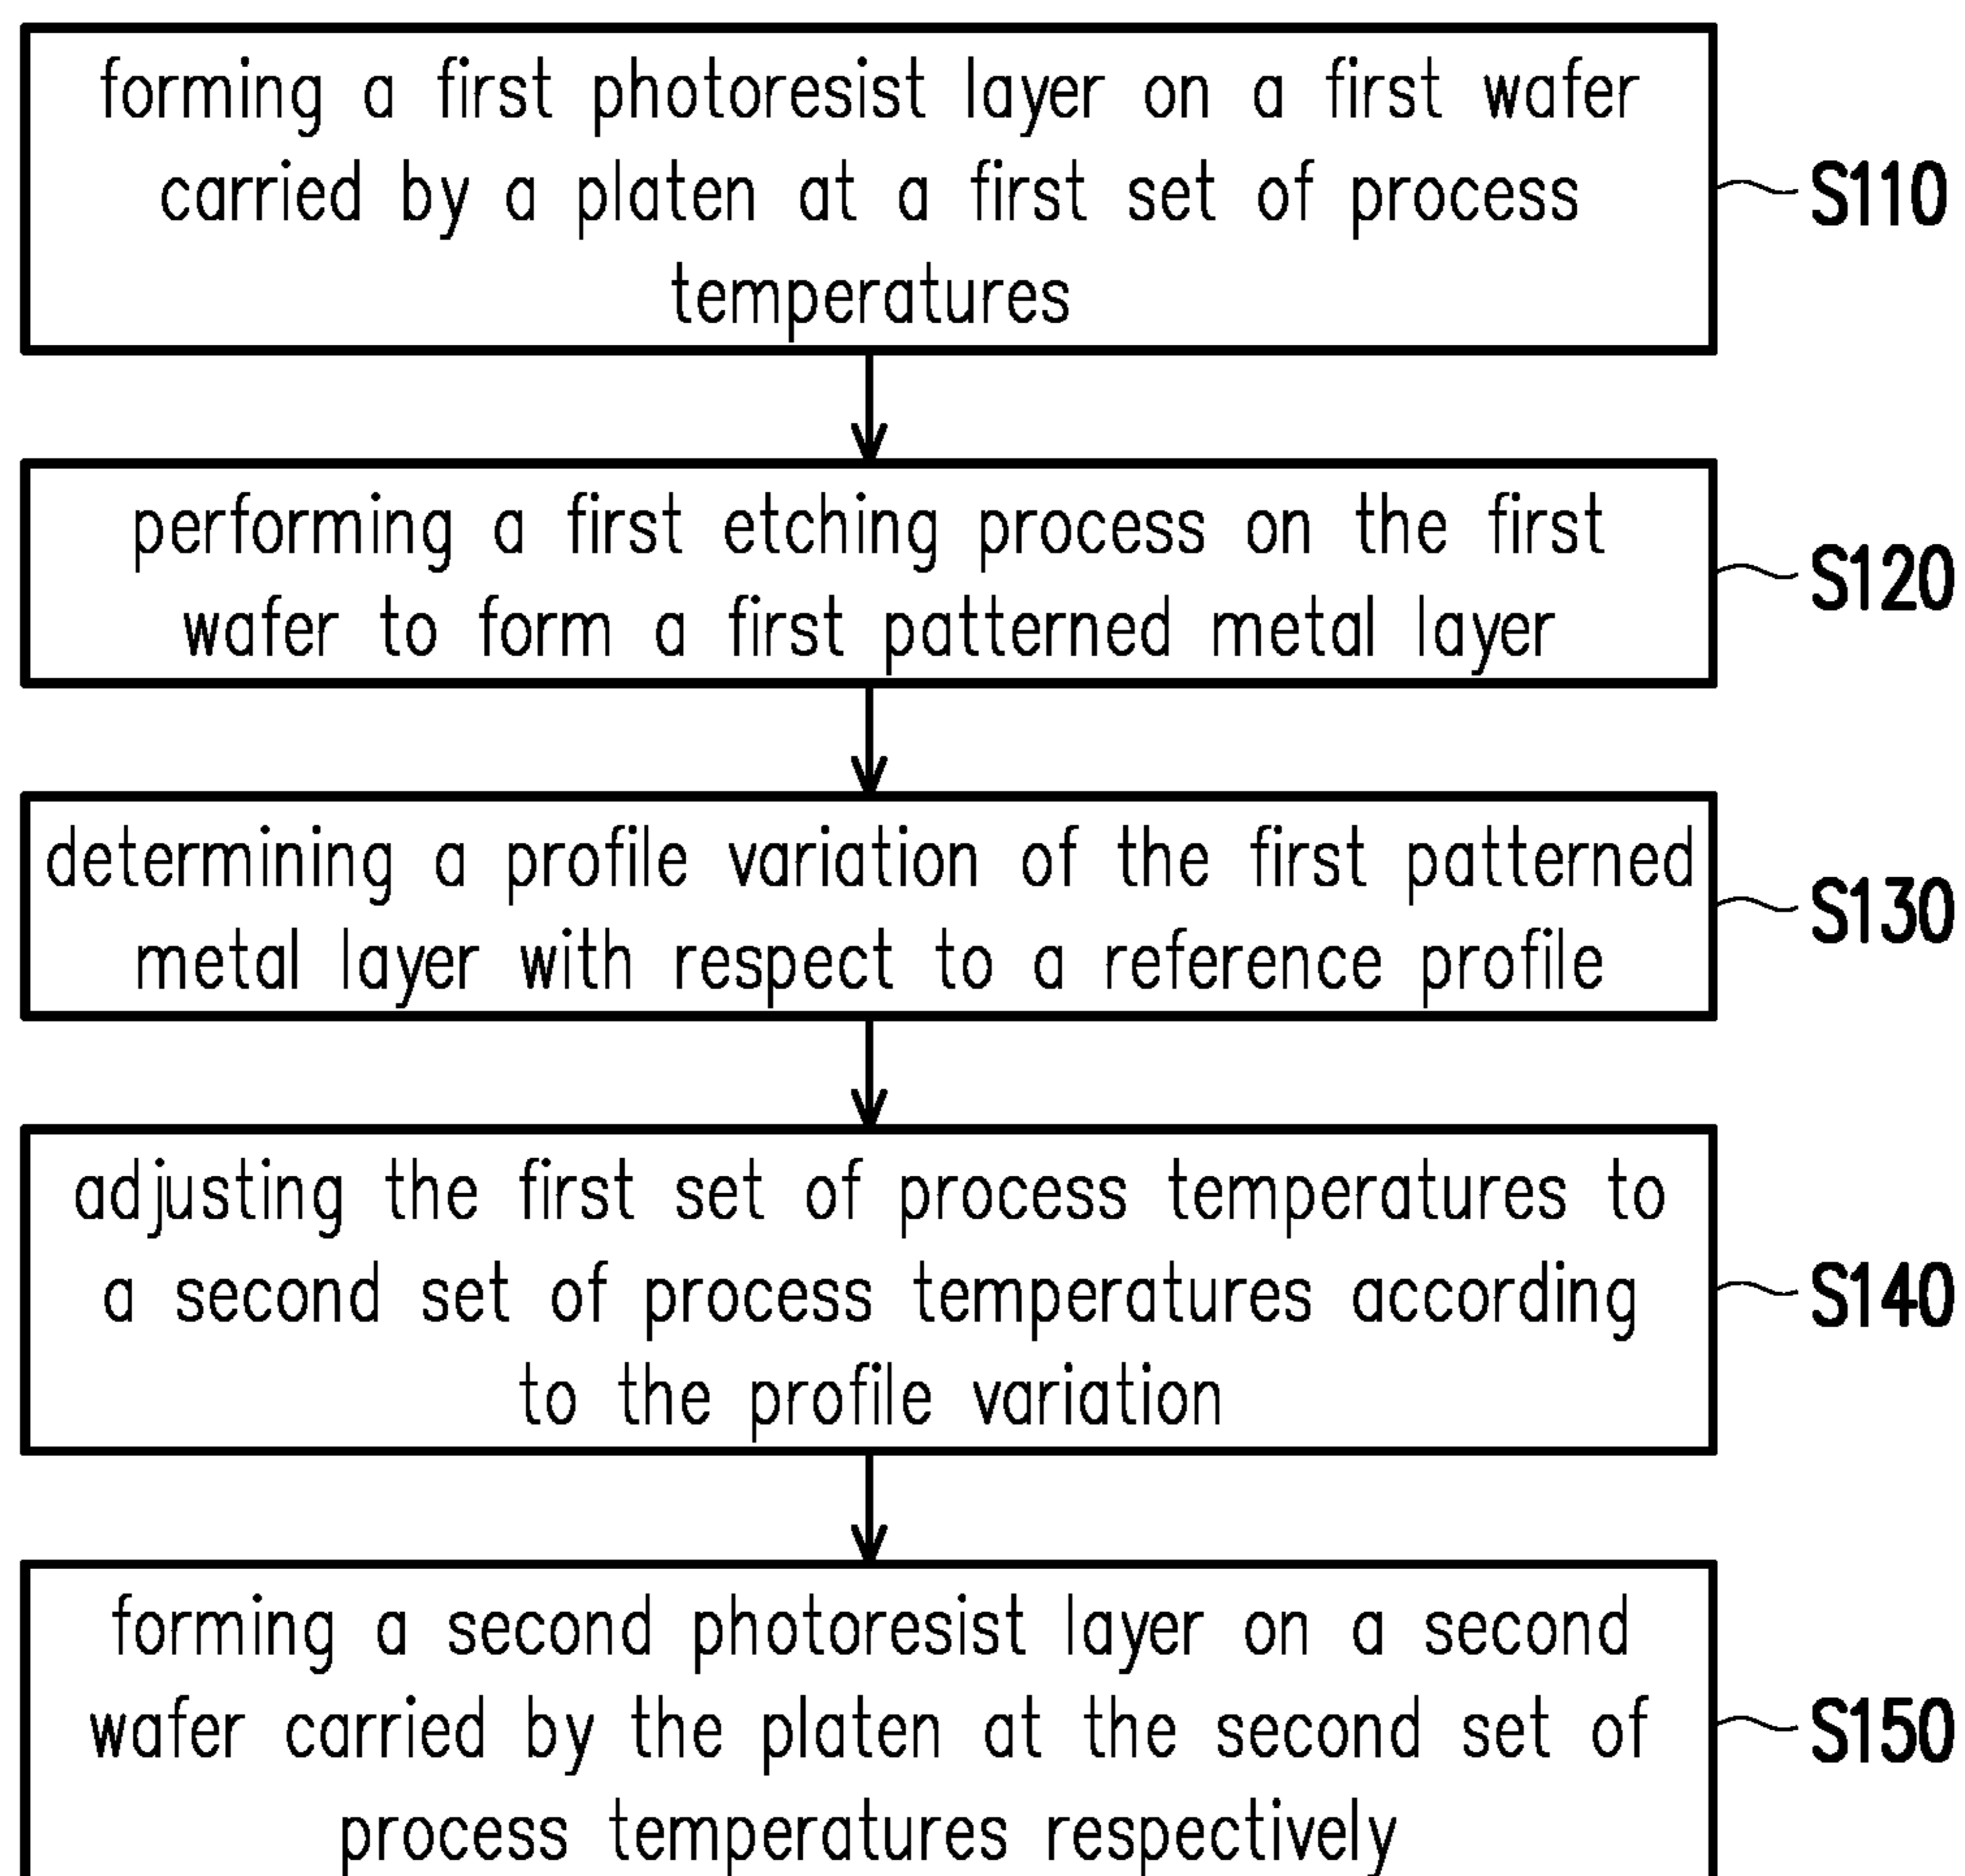 forming a first photoresist layer on a first wafer
carried by a platen at a first set of process
temperatures
S110
performing a first etching process on the first
wafer to form a first patterned metal layer
S120
determining a profile variation of the first patterned
metal layer with respect to a reference profile
S130
adjusting the first set of process temperatures to
a second set of process temperatures according
to the profile variation
S140
forming a second photoresist layer on a second
wafer carried by the platen at the second set of
process temperatures respectively
S150